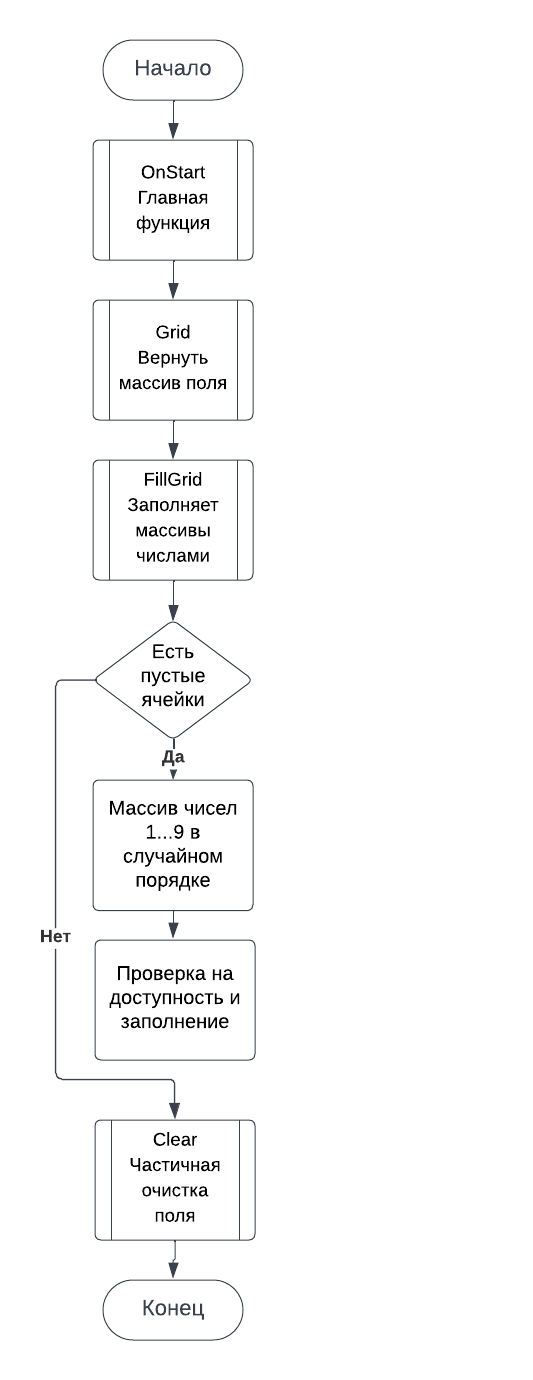 Начало
OnStart
Главная
функция
Grid
Вернуть
массив поля
FillGrid
Заполняет
массивы
числами
Есть
пустые
ячейки
Да
Массив чисел
1...9 в
случайном
порядке
Нет
Проверка на
доступность и
заполнение
Clear
Частичная
очистка
поля
Конец